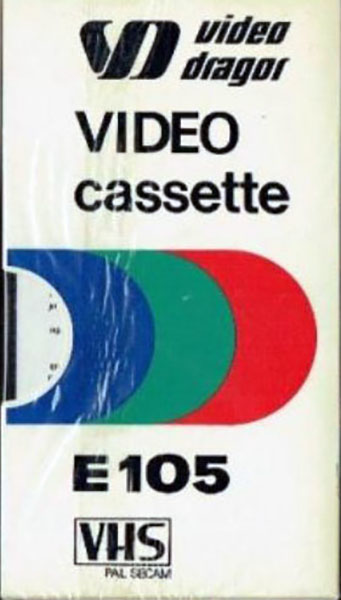 video
dragor
VIDEO
cassette
E 105
VHS
PAL SECAM